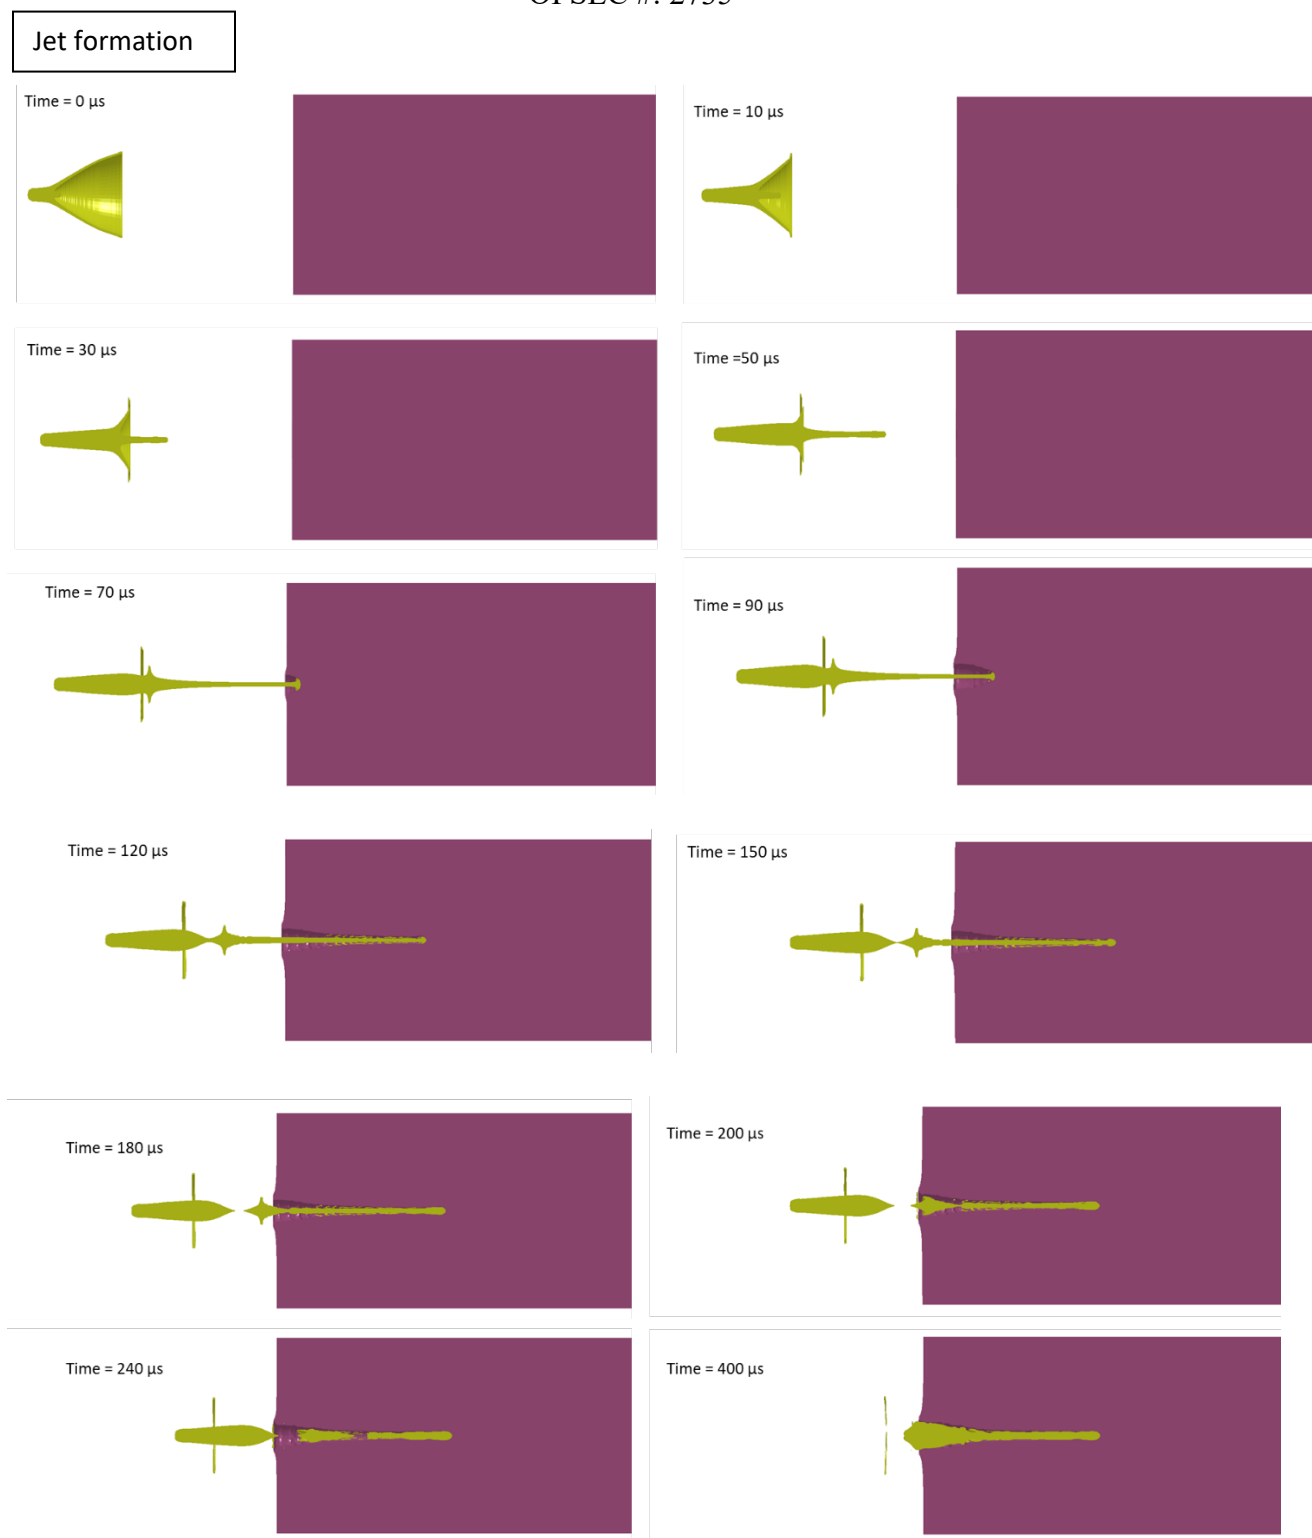 Jet formation
Time = 0 µs
Time = 10 µs
Time = 30 µs
Time =50 µs
Time = 70 µs
Time = 90 µs
Time = 120 µs
Time = 150 µs
Time = 180 µs
Time = 200 µs
Time = 240 µs
Time = 400 µs